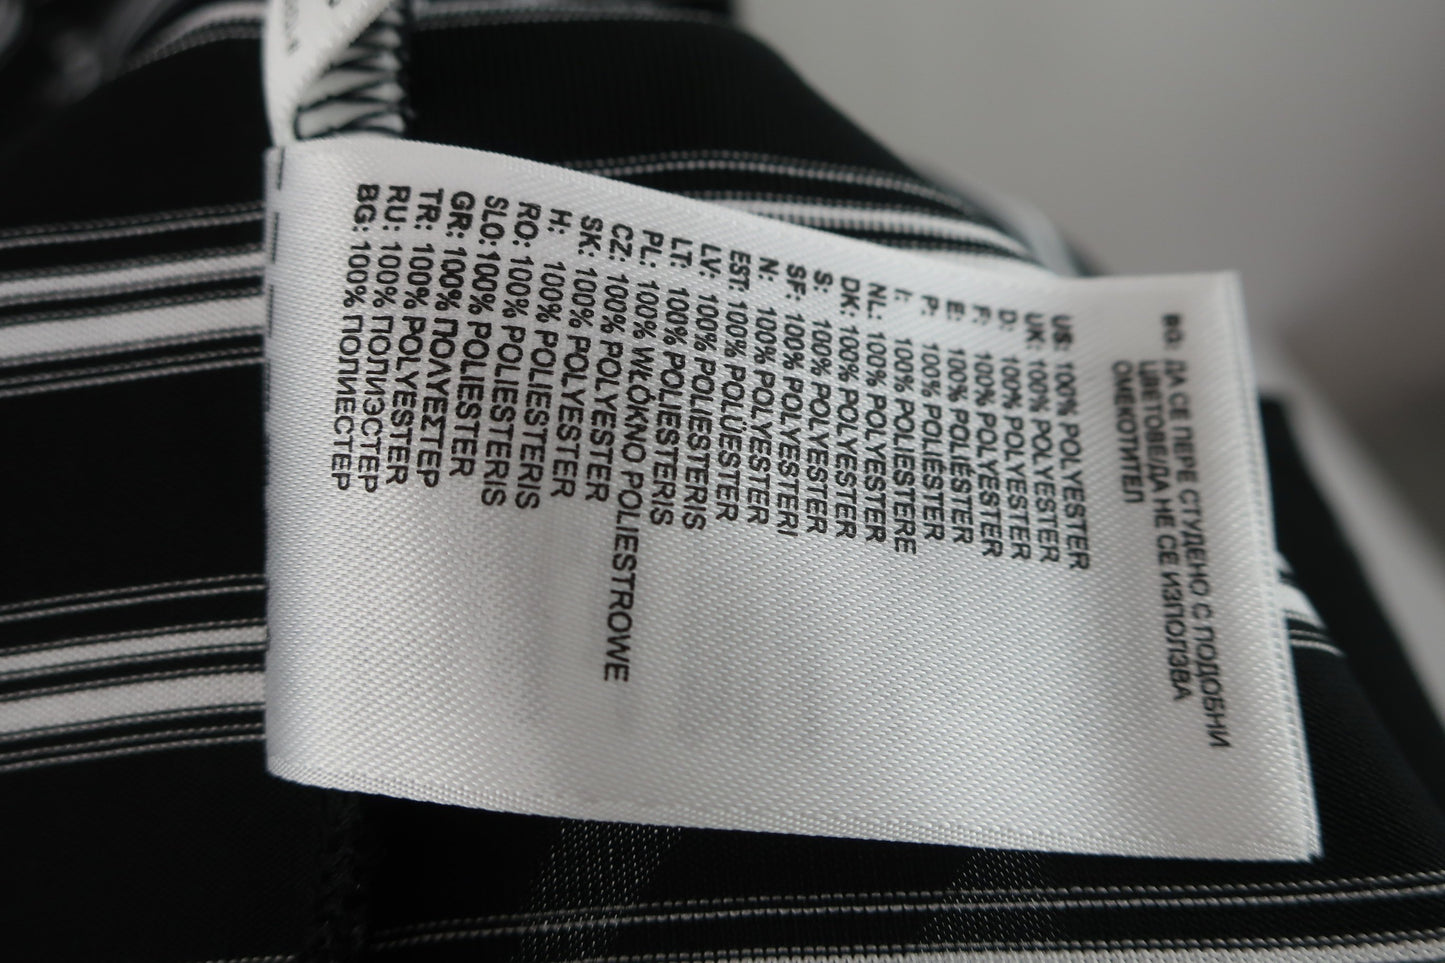 BG: ДА СЕ ПЕРЕ СТУДЕНО С ПОДОБНИ
ЦВЕТОВЕ/ДА НЕ СЕ ИЗПОЛЗВА
ОМЕКОТИТЕЛ
US: 100% POLYESTER
UK: 100% POLYESTER
D: 100% POLYESTER
F: 100% POLYESTER
E: 100% POLIÉSTER
P: 100% POLIÉSTER
I: 100% POLIESTERE
NL: 100% POLYESTER
DK: 100% POLYESTER
S: 100% POLYESTER
SF: 100% POLYESTERI
N: 100% POLYESTER
EST: 100% POLÜESTER
LV: 100% POLIESTERIS
LT: 100% POLIESTERIS
PL: 100% WŁÓKNO POLIESTROWE
CZ: 100% POLYESTER
SK: 100% POLYESTER
H: 100% POLIESTERIS
RO: 100% POLIESTERIS
SLO: 100% POLIESTER
GR: 100% ΠΟΛΥΕΣΤΕΡ
TR: 100% POLYESTER
RU: 100% ПОЛИЭСТЕР
BG: 100% ПОЛИЕСТЕР